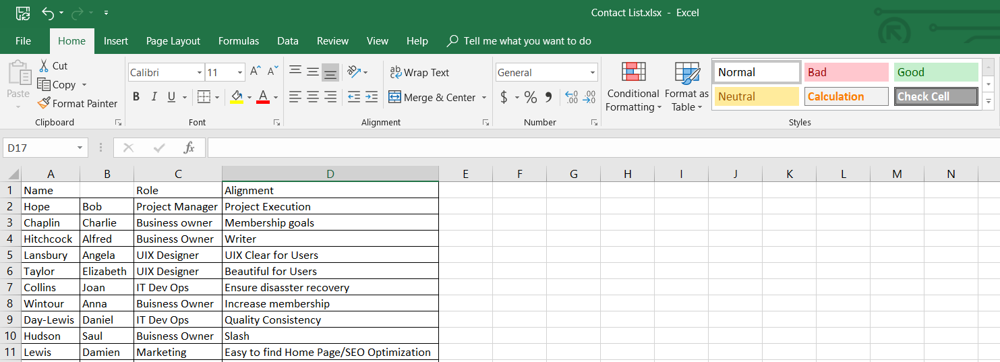 Contact List.xlsx - Excel
File Home Insert Page Layout Formulas Data Review View Help Tell me what you want to do
Paste
Cut
Copy
Format Painter
Clipboard
Calibri 11 A A
B I U A
Font
ab Wrap Text
Merge & Center
Alignment
General
$ % , .00 .00
Number
Conditional Formatting
Format as Table
Normal Bad Good
Neutral Calculation Check Cell
Styles
D17 fx
A B C D E F G H I J K L M N
1 Name Role Alignment
2 Hope Bob Project Manager Project Execution
3 Chaplin Charlie Business owner Membership goals
4 Hitchcock Alfred Business Owner Writer
5 Lansbury Angela UIX Designer UIX Clear for Users
6 Taylor Elizabeth UIX Designer Beautiful for Users
7 Collins Joan IT Dev Ops Ensure disasster recovery
8 Wintour Anna Buisness Owner Increase membership
9 Day-Lewis Daniel IT Dev Ops Quality Consistency
10 Hudson Saul Buisness Owner Slash
11 Lewis Damien Marketing Easy to find Home Page/SEO Optimization